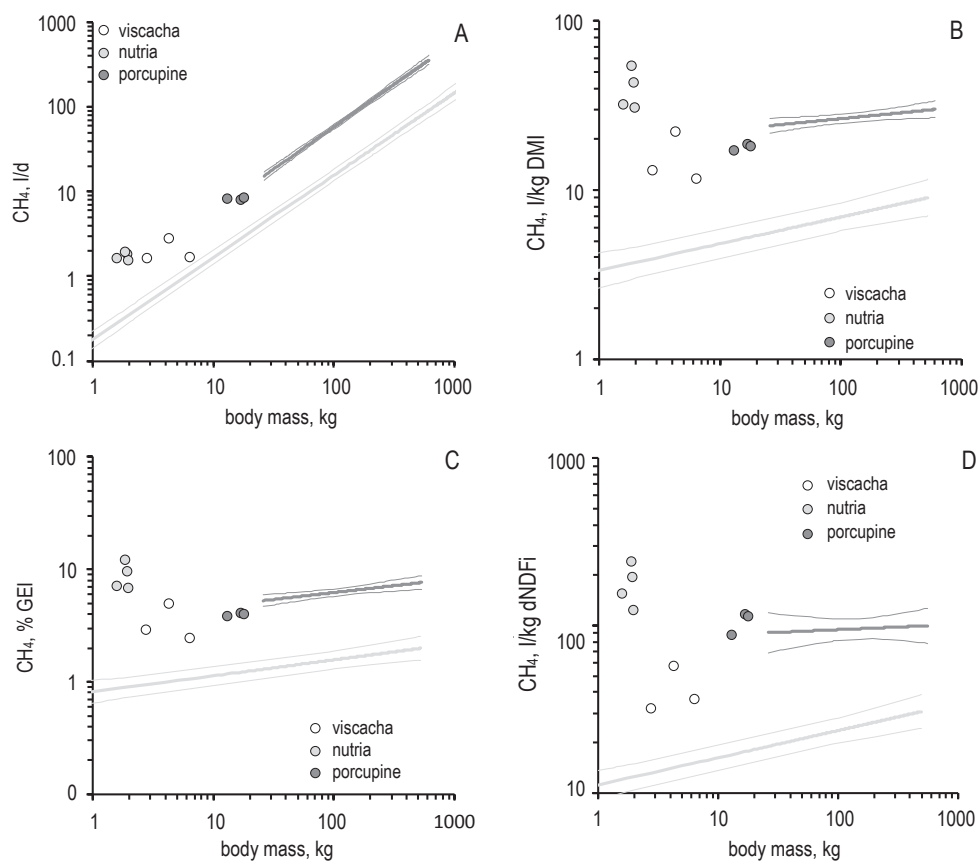 A
1000
100
10
1
0.1
CH₄, l/d
viscacha
nutria
porcupine
1 10 100 1000
body mass, kg
B
100
10
1
CH₄, l/kg DMI
viscacha
nutria
porcupine
1 10 100 1000
body mass, kg
C
100
10
1
0
CH₄, % GEI
viscacha
nutria
porcupine
1 10 100 1000
body mass, kg
D
1000
100
10
CH₄, l/kg dNDFi
viscacha
nutria
porcupine
1 10 100 1000
body mass, kg